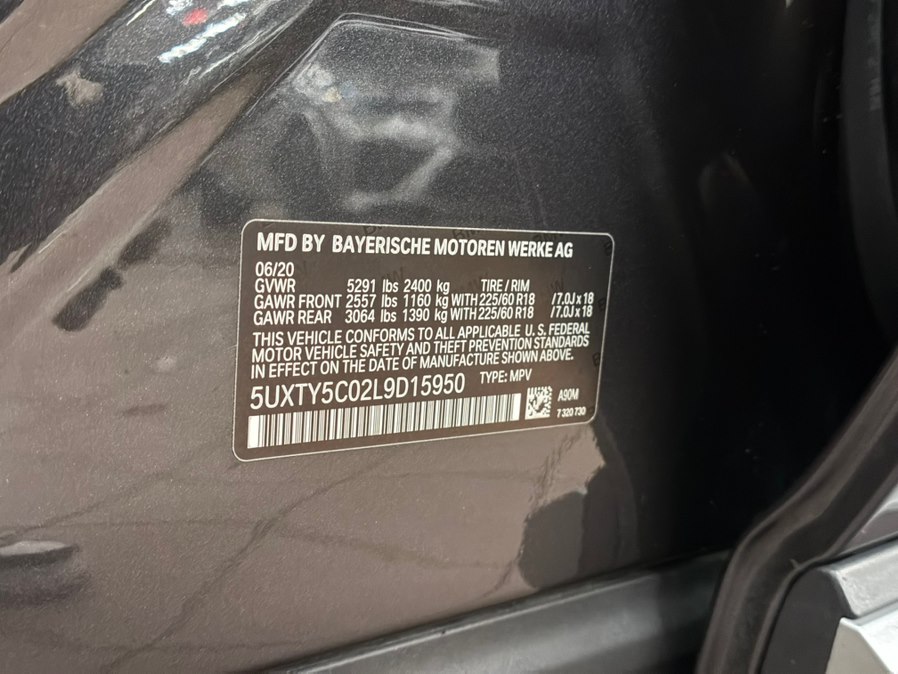 MFD BY BAYERISCHE MOTOREN WERKE AG
06/20
GVWR 5291 lbs 2400 kg TIRE / RIM
GAWR FRONT 2557 lbs 1160 kg WITH 225/60 R18 /7.0J x 18
GAWR REAR 3064 lbs 1390 kg WITH 225/60 R18 /7.0J x 18
THIS VEHICLE CONFORMS TO ALL APPLICABLE U.S. FEDERAL
MOTOR VEHICLE SAFETY AND THEFT PREVENTION STANDARDS
IN EFFECT ON THE DATE OF MANUFACTURE SHOWN ABOVE.
5UXTY5C02L9D15950 TYPE: MPV
A90M
7 320 730